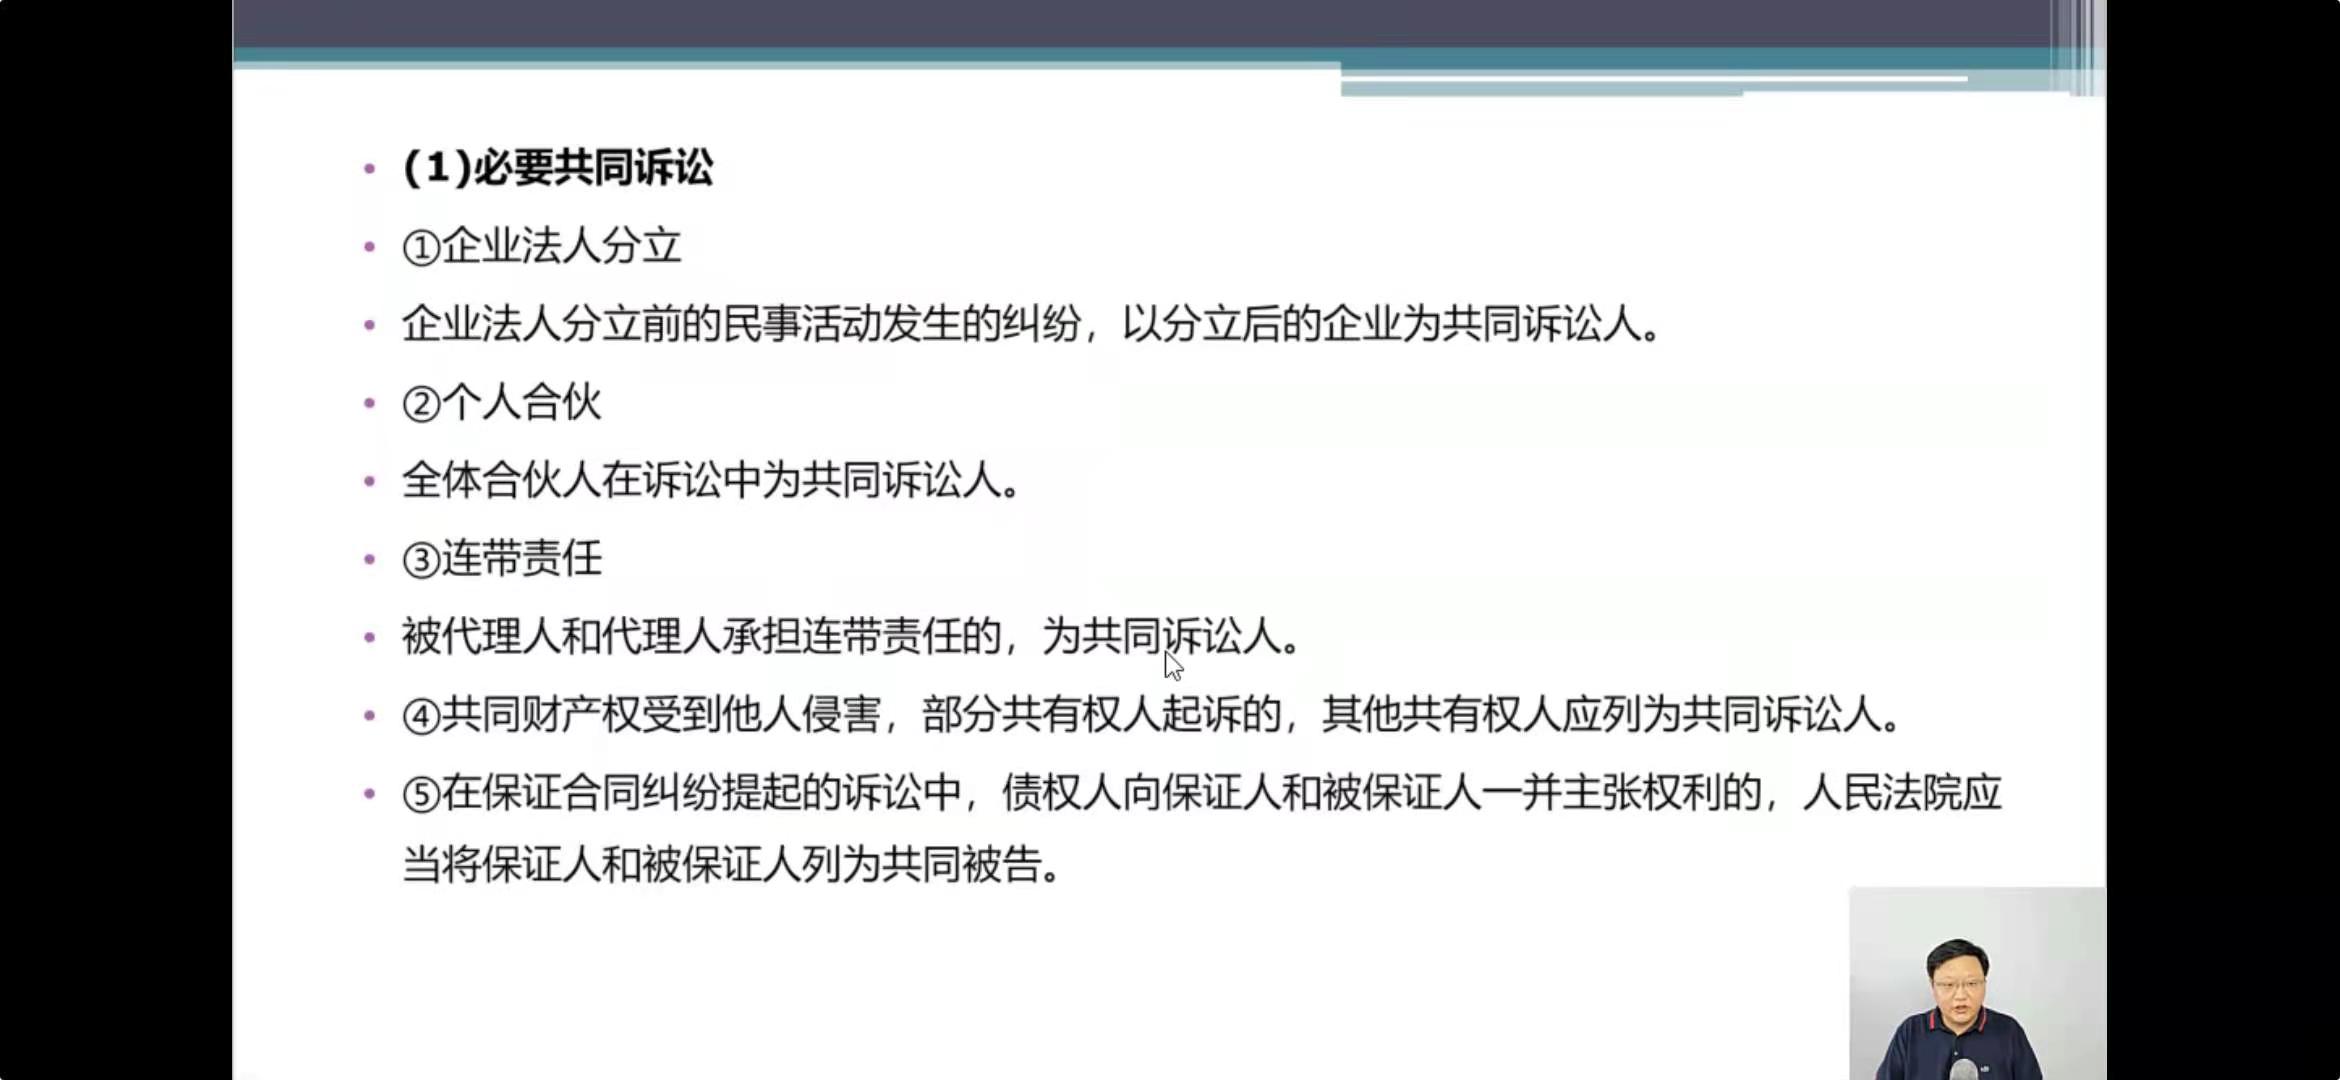 (1)必要共同诉讼
①企业法人分立
企业法人分立前的民事活动发生的纠纷，以分立后的企业为共同诉讼人。
②个人合伙
全体合伙人在诉讼中为共同诉讼人。
③连带责任
被代理人和代理人承担连带责任的，为共同诉讼人。
④共同财产权受到他人侵害，部分共有权人起诉的，其他共有权人应列为共同诉讼人。
⑤在保证合同纠纷提起的诉讼中，债权人向保证人和被保证人一并主张权利的，人民法院应
当将保证人和被保证人列为共同被告。